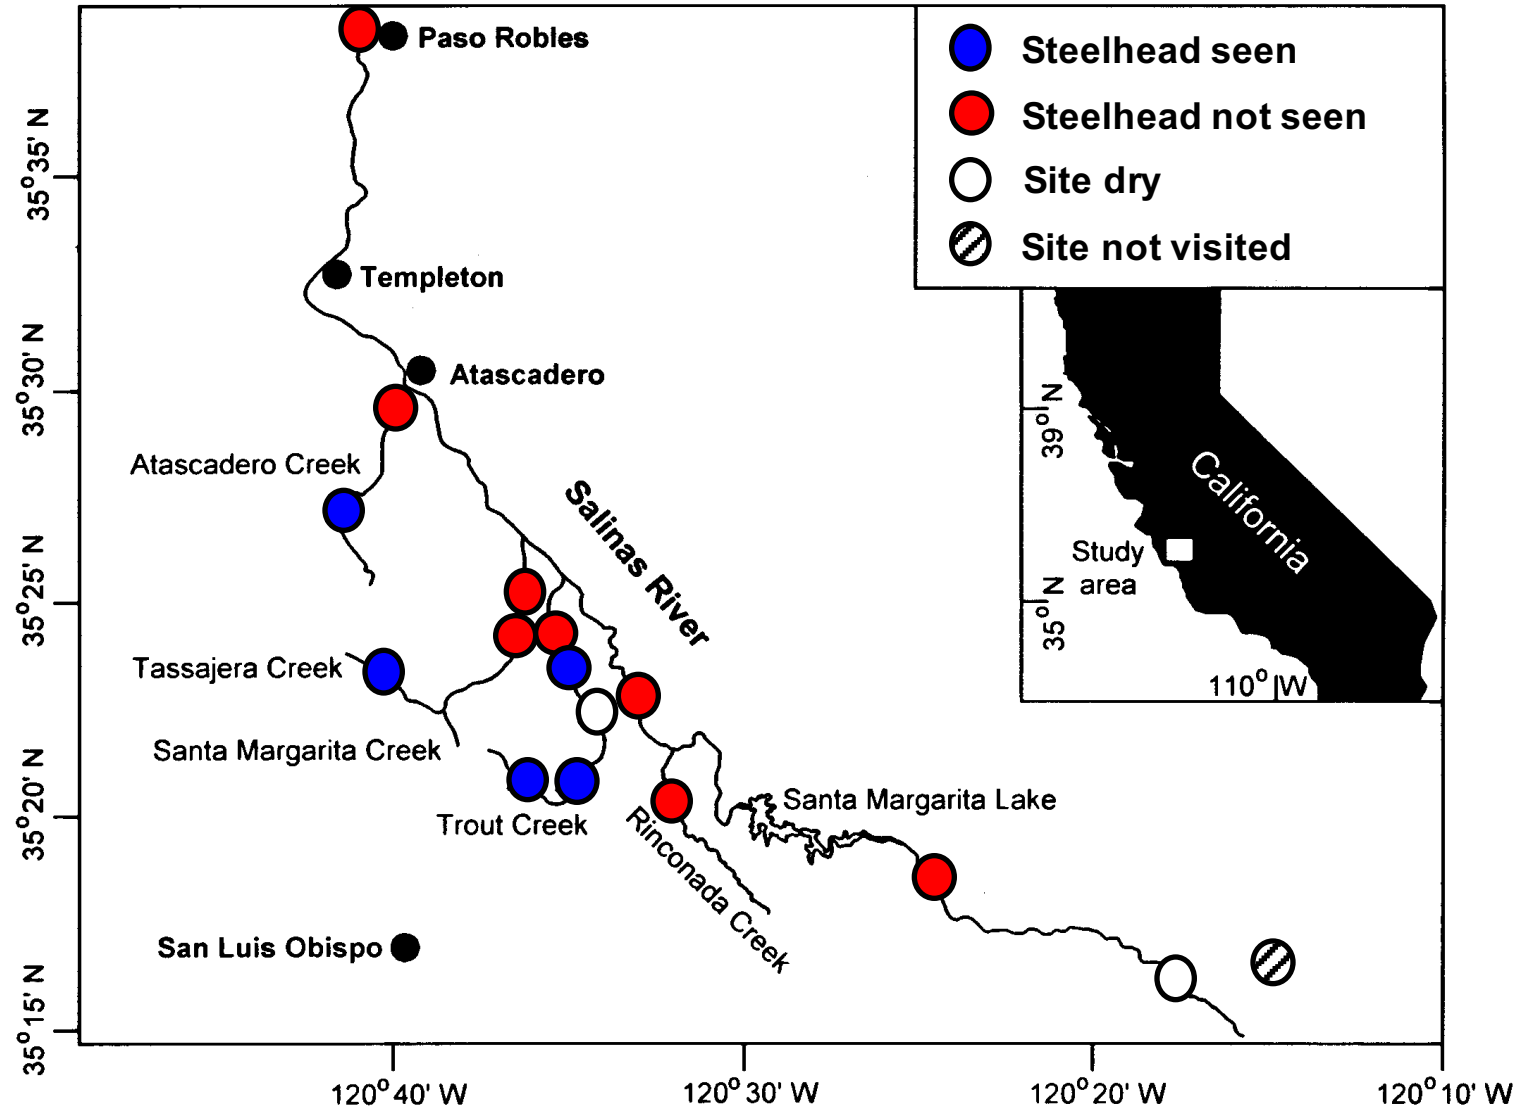 Paso Robles
Steelhead seen
Steelhead not seen
Site dry
Site not visited
35°35' N
Templeton
Atascadero
35°30' N
Atascadero Creek
Salinas River
35°25' N
Tassajera Creek
Santa Margarita Creek
Trout Creek
35°20' N
Rinconada Creek
Santa Margarita Lake
San Luis Obispo
35°15' N
39°N
California
Study
area
35°N
110°W
120°40' W
120°30' W
120°20' W
120°10' W